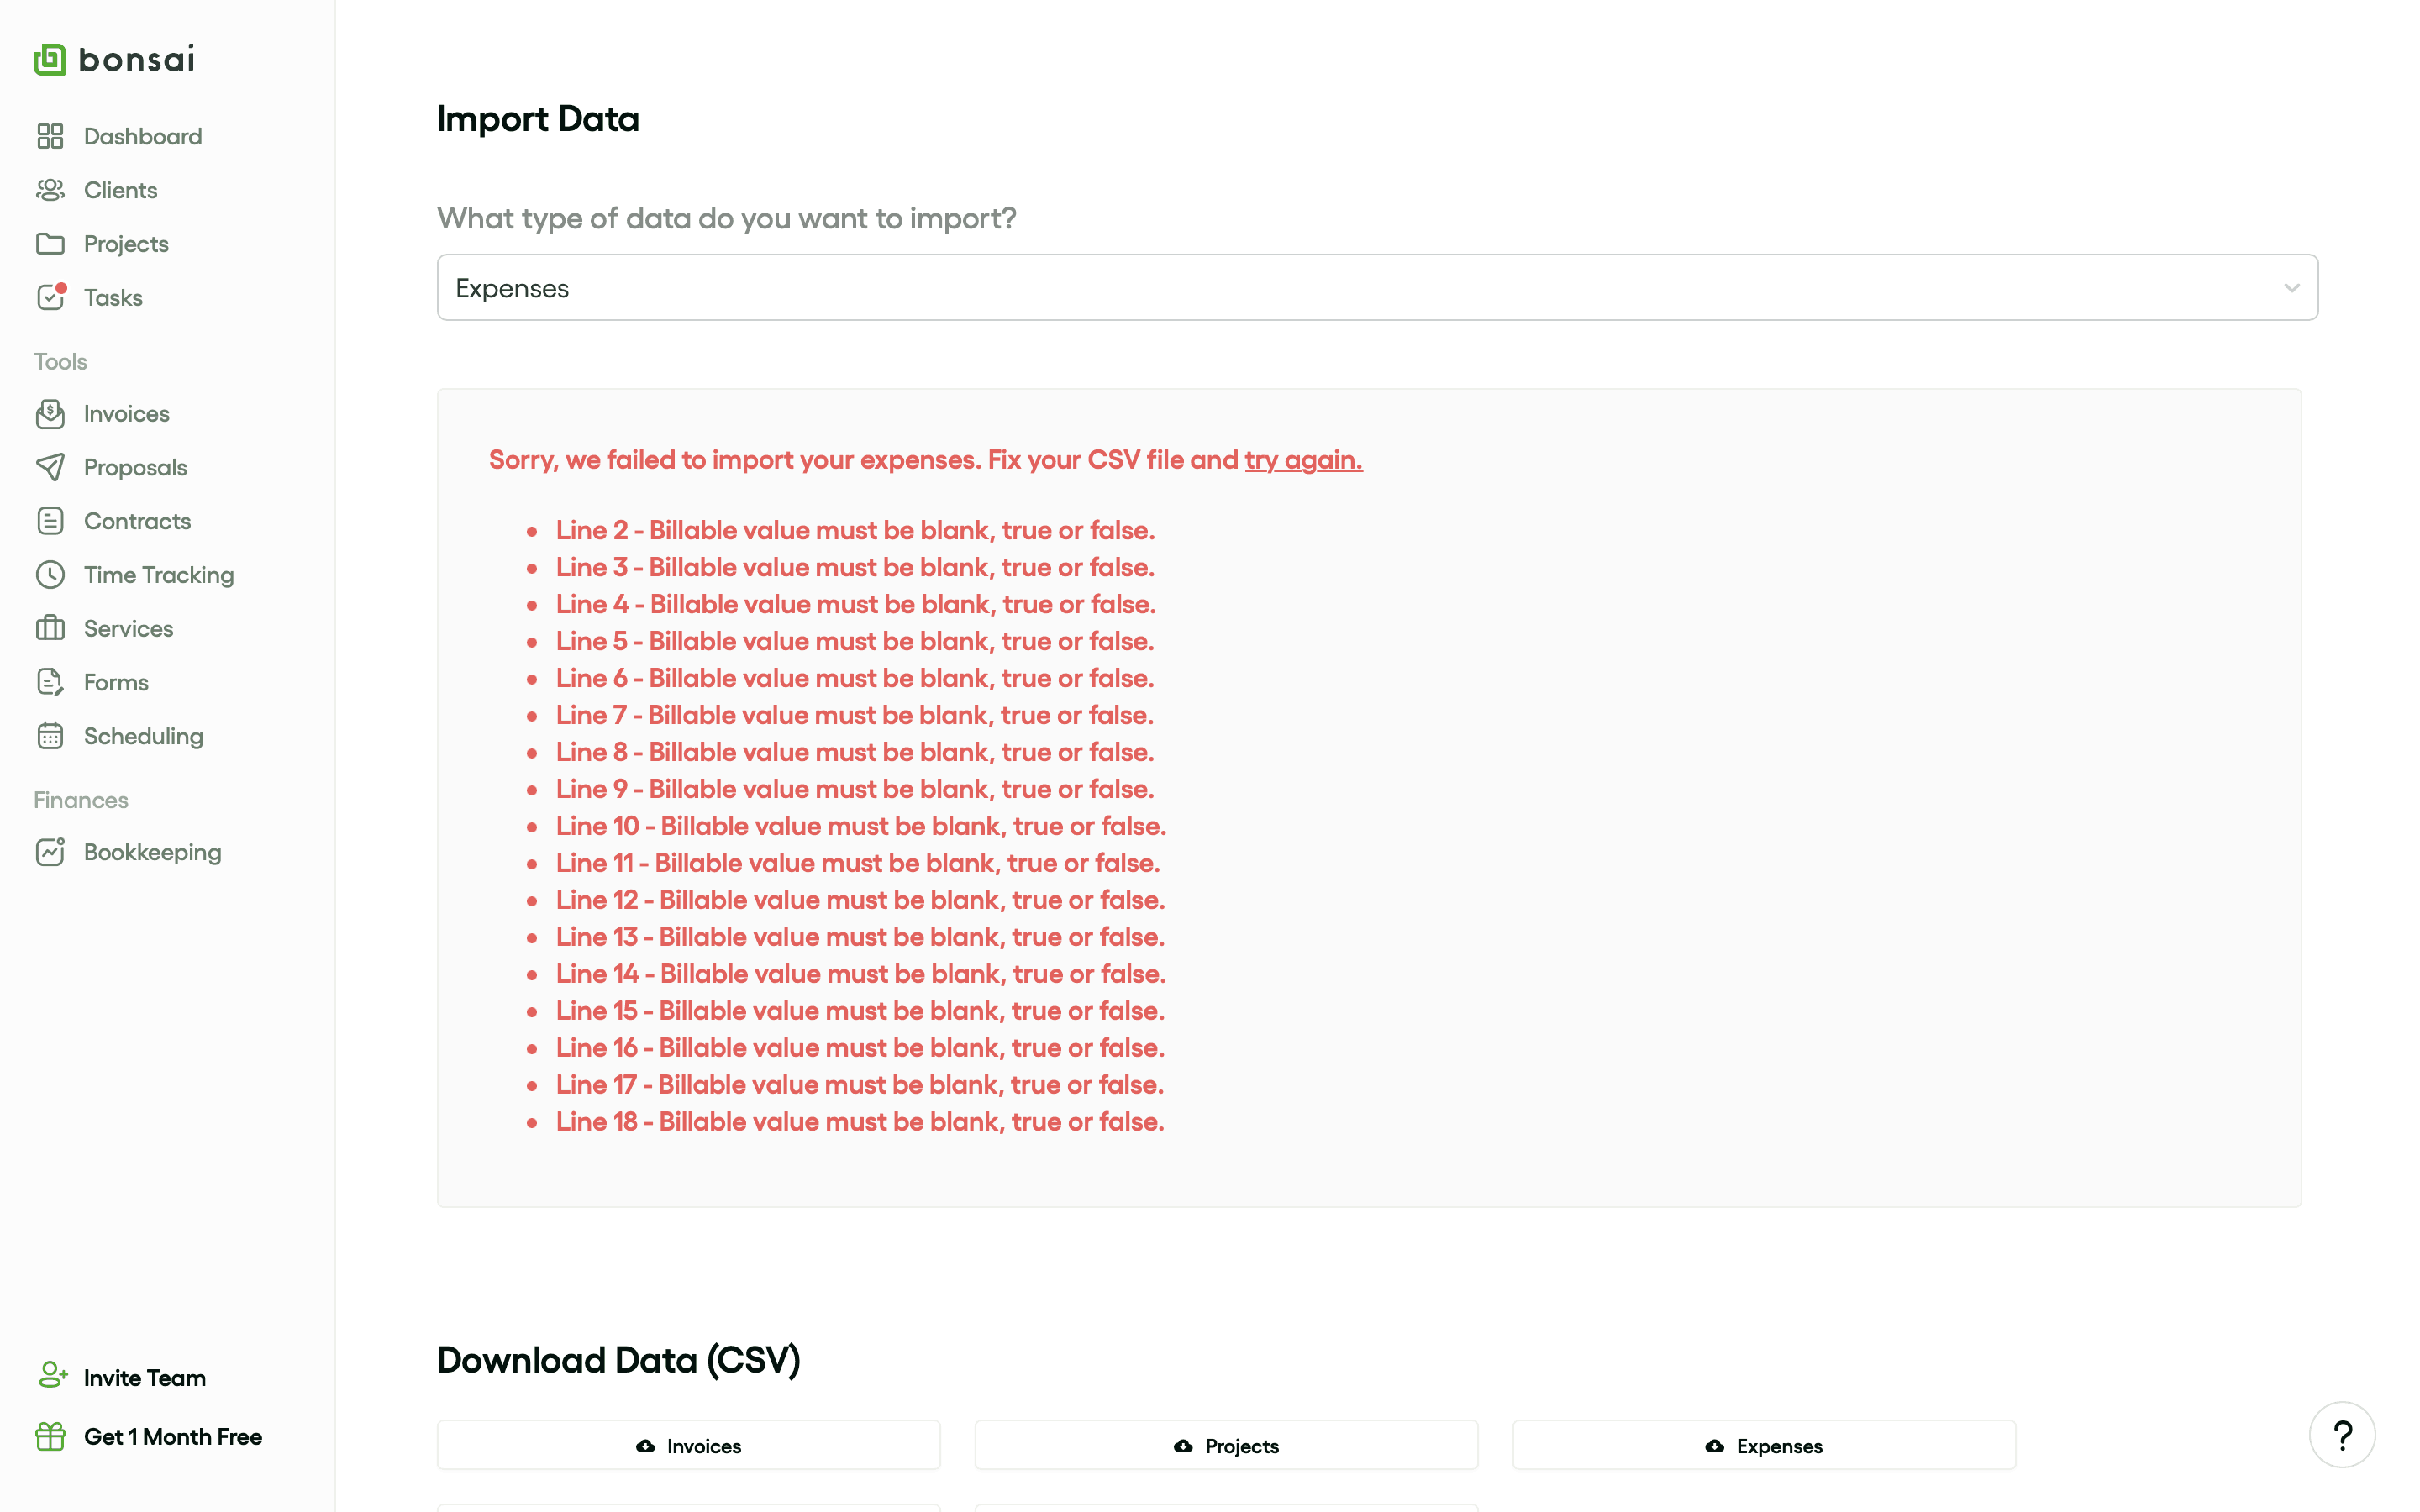 bonsai
Dashboard
Clients
Projects
Tasks
Tools
Invoices
Proposals
Contracts
Time Tracking
Services
Forms
Scheduling
Finances
Bookkeeping
Invite Team
Get 1 Month Free
Import Data
What type of data do you want to import?
Expenses
Sorry, we failed to import your expenses. Fix your CSV file and try again.
Line 2 - Billable value must be blank, true or false.
Line 3 - Billable value must be blank, true or false.
Line 4 - Billable value must be blank, true or false.
Line 5 - Billable value must be blank, true or false.
Line 6 - Billable value must be blank, true or false.
Line 7 - Billable value must be blank, true or false.
Line 8 - Billable value must be blank, true or false.
Line 9 - Billable value must be blank, true or false.
Line 10 - Billable value must be blank, true or false.
Line 11 - Billable value must be blank, true or false.
Line 12 - Billable value must be blank, true or false.
Line 13 - Billable value must be blank, true or false.
Line 14 - Billable value must be blank, true or false.
Line 15 - Billable value must be blank, true or false.
Line 16 - Billable value must be blank, true or false.
Line 17 - Billable value must be blank, true or false.
Line 18 - Billable value must be blank, true or false.
Download Data (CSV)
Invoices
Projects
Expenses
?